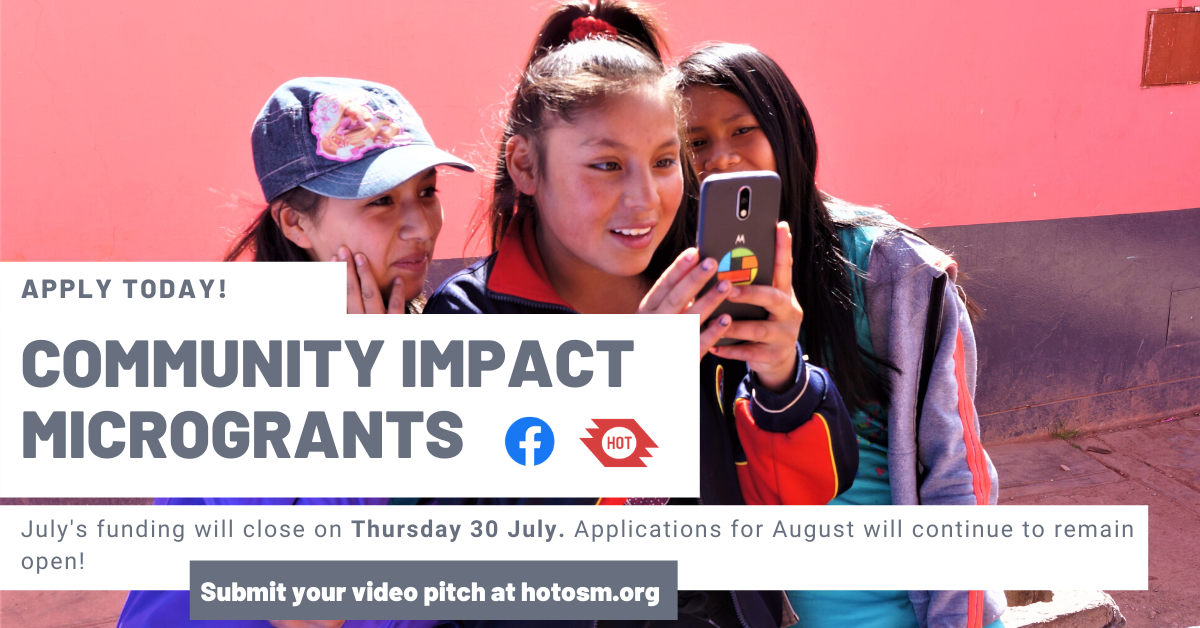 APPLY TODAY!
COMMUNITY IMPACT
MICROGRANTS
HOT
July's funding will close on Thursday 30 July. Applications for August will continue to remain
open!
Submit your video pitch at hotosm.org